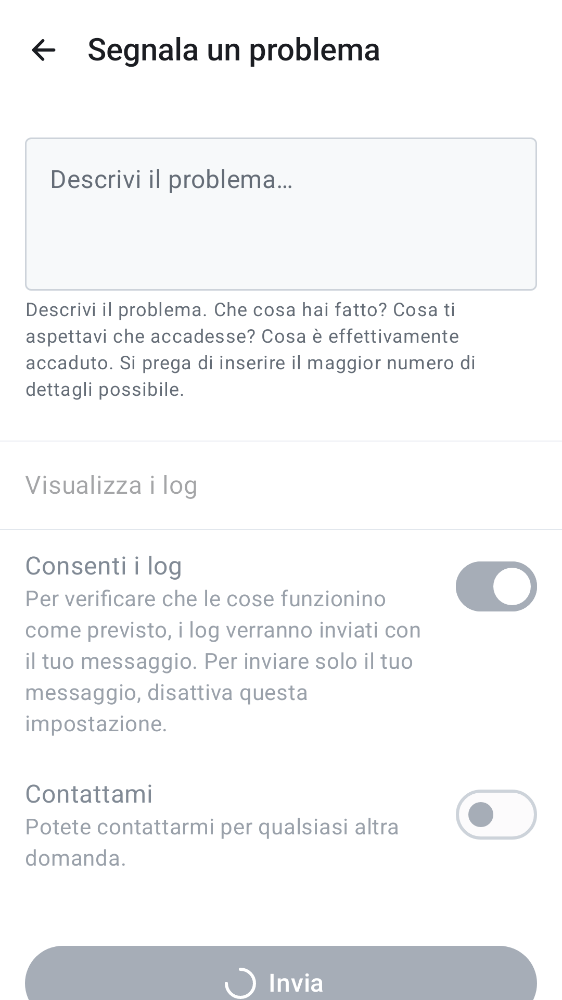 Segnala un problema
Descrivi il problema…
Descrivi il problema. Che cosa hai fatto? Cosa ti
aspettavi che accadesse? Cosa è effettivamente
accaduto. Si prega di inserire il maggior numero di
dettagli possibile.
Visualizza i log
Consenti i log
Per verificare che le cose funzionino
come previsto, i log verranno inviati con
il tuo messaggio. Per inviare solo il tuo
messaggio, disattiva questa
impostazione.
Contattami
Potete contattarmi per qualsiasi altra
domanda.
Invia